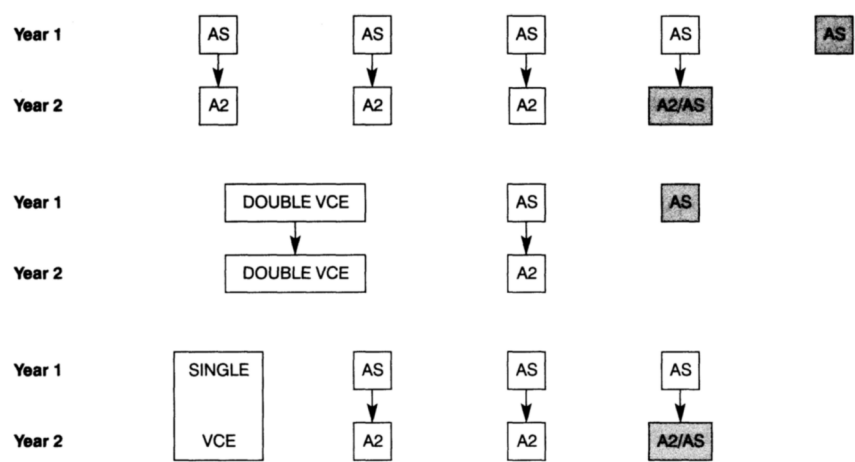 Year 1 AS AS AS AS AS
Year 2 A2 A2 A2 A2/AS
Year 1 DOUBLE VCE AS AS
Year 2 DOUBLE VCE A2
Year 1 SINGLE AS AS AS
Year 2 VCE A2 A2 A2/AS